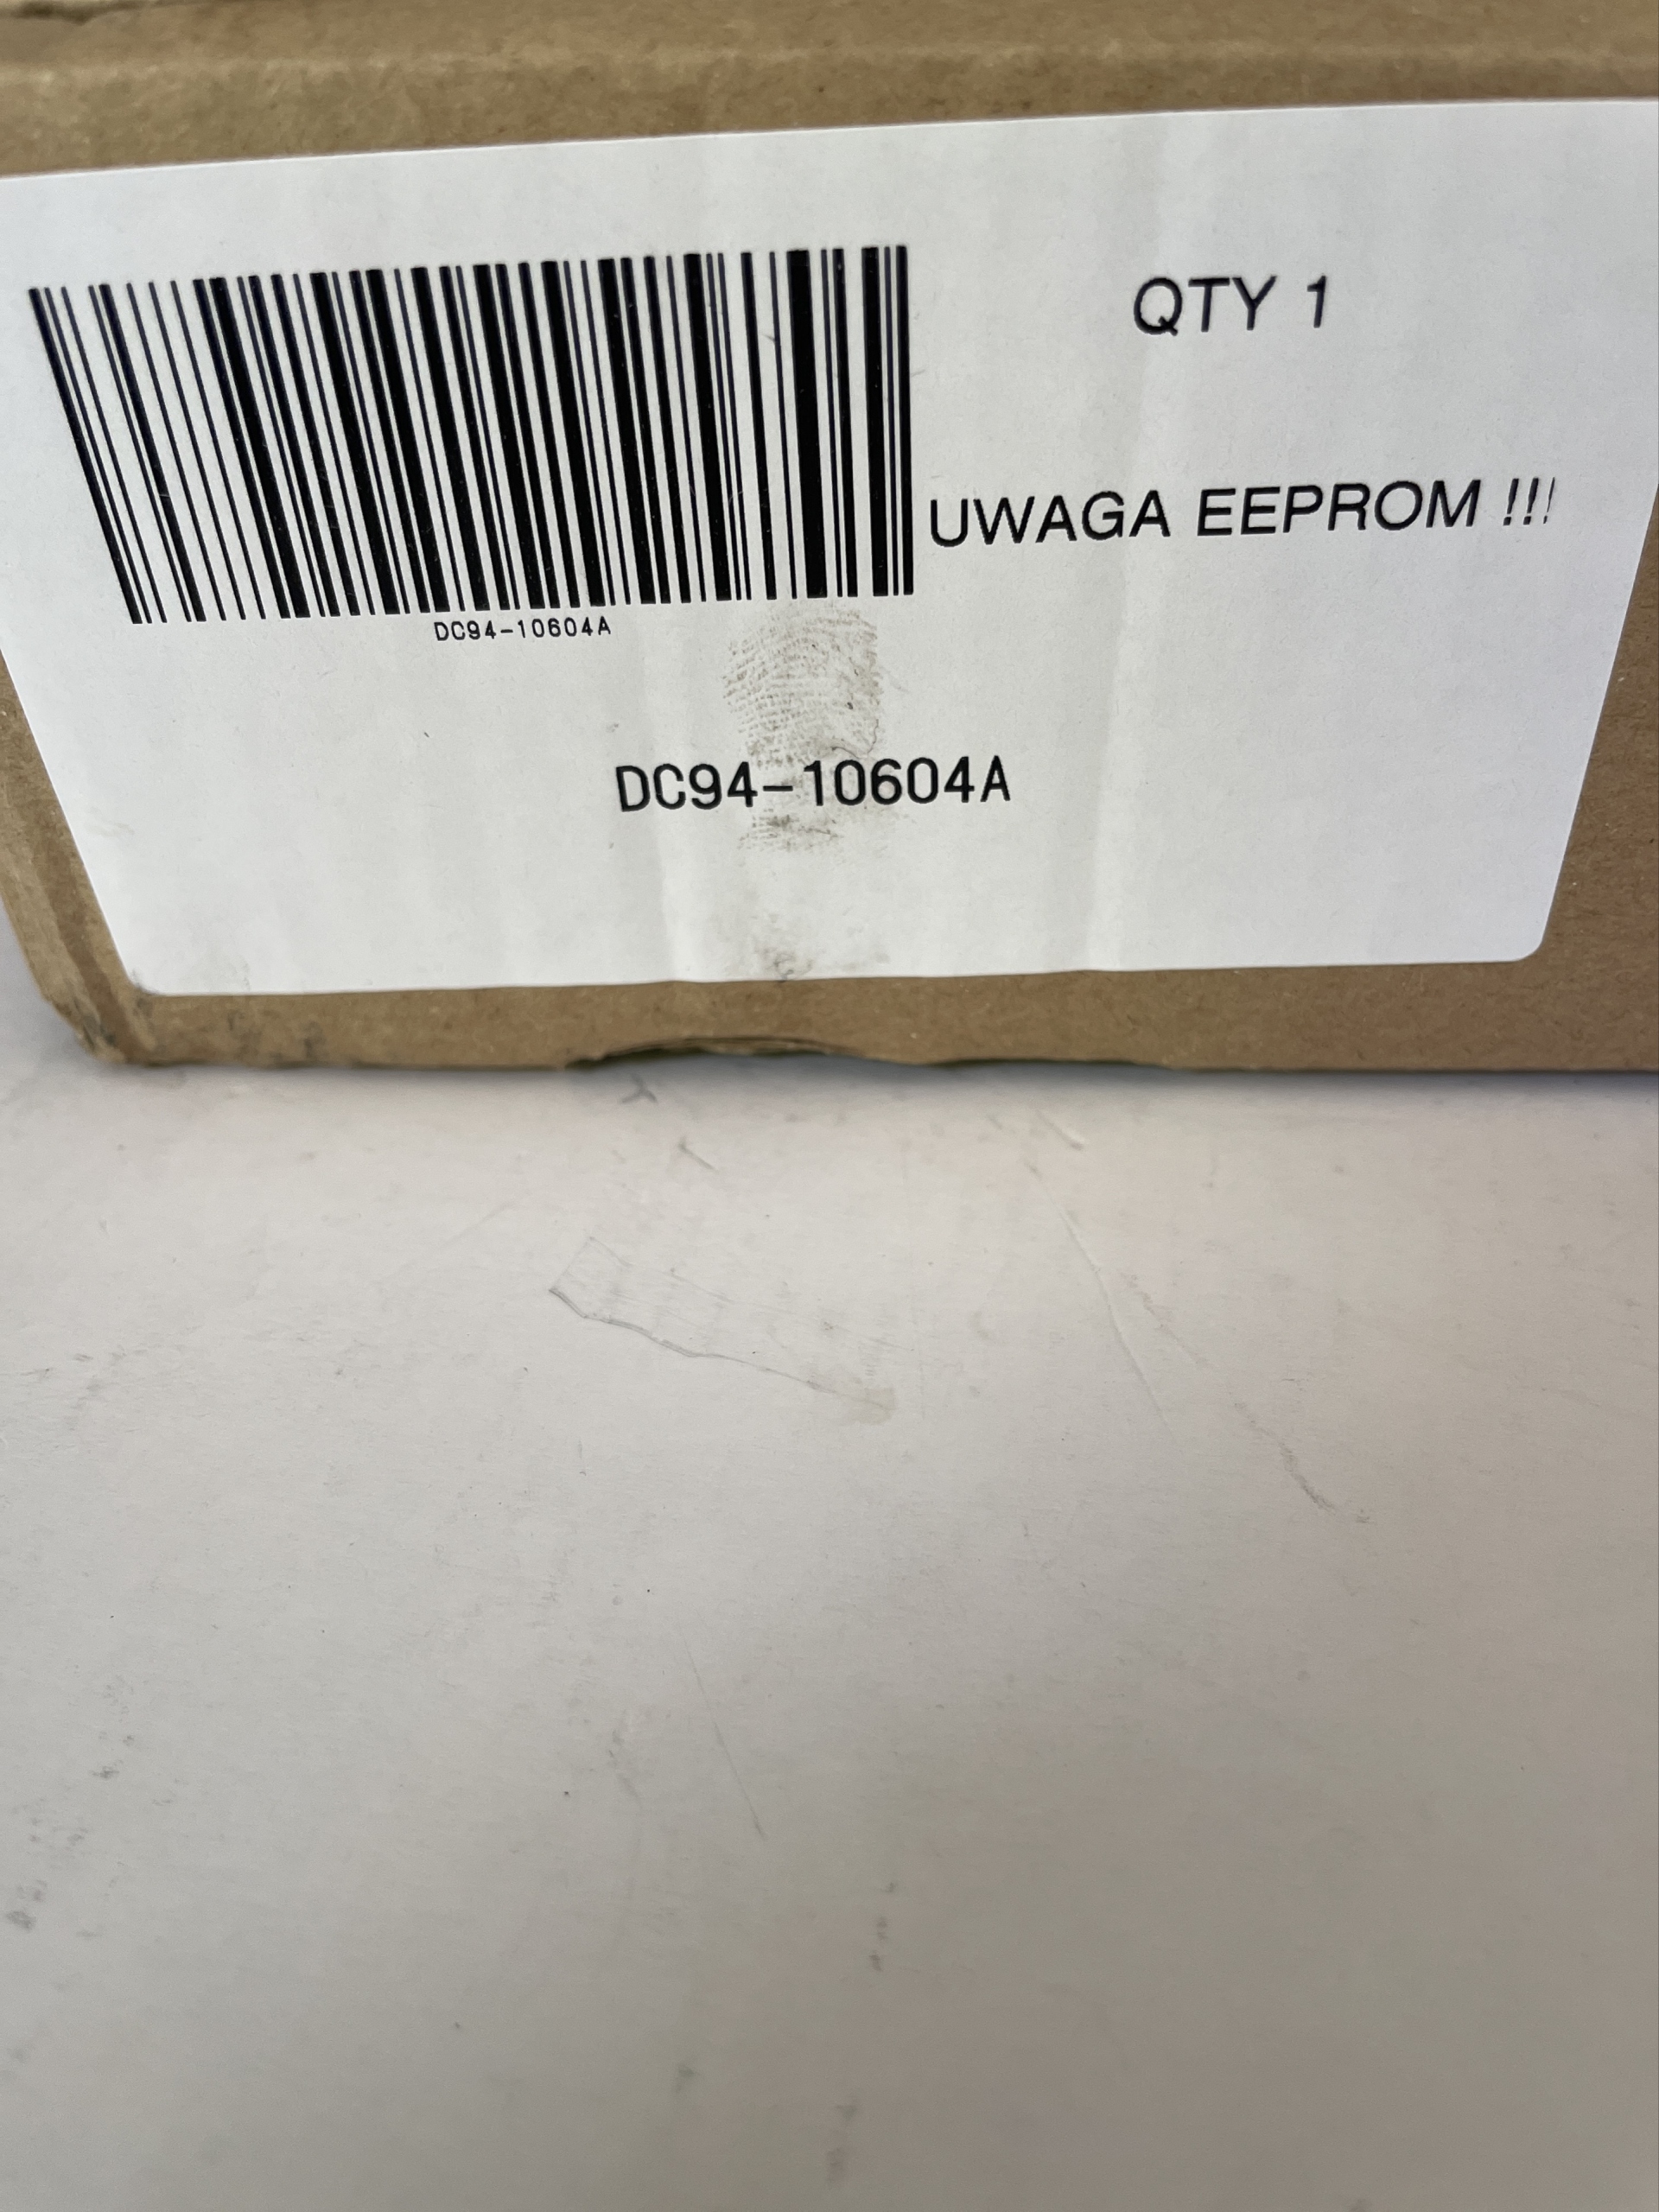 QTY 1
UWAGA EEPROM !!!
DC94-10604A
DC94-10604A